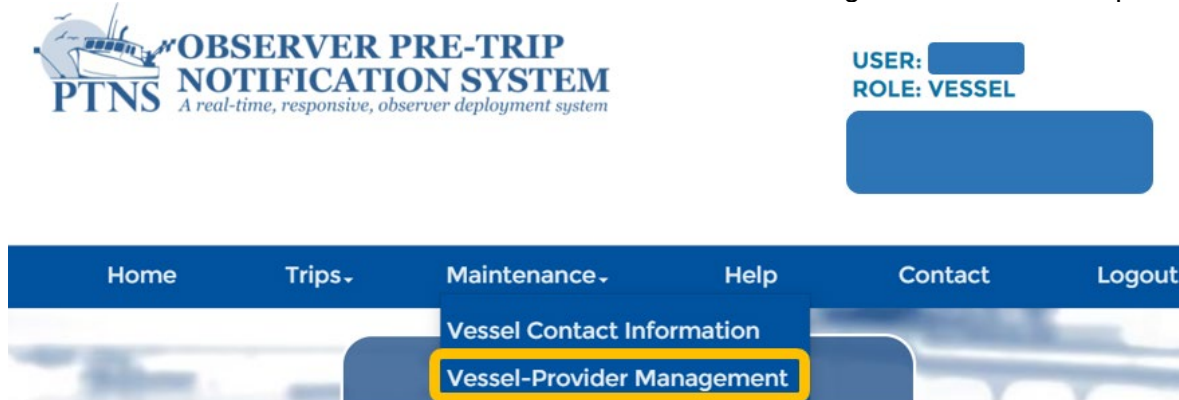 OBSERVER PRE-TRIP
NOTIFICATION SYSTEM
PTNS
A real-time, responsive, observer deployment system
USER:
ROLE: VESSEL
Home Trips Maintenance Help Contact Logout
Vessel Contact Information
Vessel-Provider Management